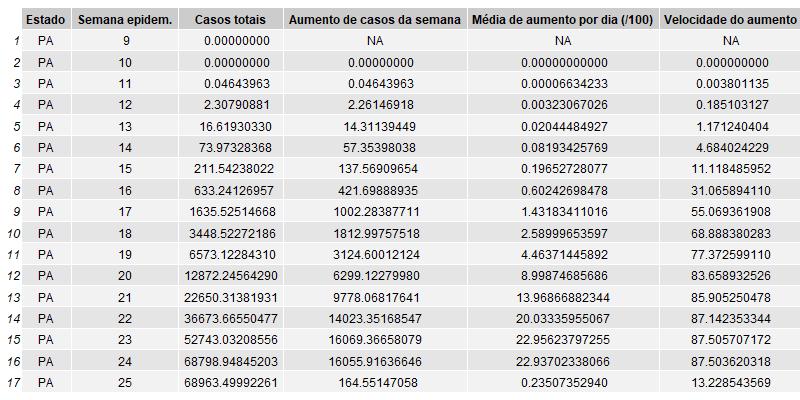 Estado Semana epidem. Casos totais Aumento de casos da semana Média de aumento por dia (/100) Velocidade do aumento
1 PA 9 0.00000000 NA NA NA
2 PA 10 0.00000000 0.00000000 0.00000000000 0.000000000
3 PA 11 0.04643963 0.04643963 0.00006634233 0.003801135
4 PA 12 2.30790881 2.26146918 0.00323067026 0.185103127
5 PA 13 16.61930330 14.31139449 0.02044484927 1.171240404
6 PA 14 73.97328368 57.35398038 0.08193425769 4.684024229
7 PA 15 211.54238022 137.56909654 0.19652728077 11.118485952
8 PA 16 633.24126957 421.69888935 0.60242698478 31.065894110
9 PA 17 1635.52514668 1002.28387711 1.43183411016 55.069361908
10 PA 18 3448.52272186 1812.99757518 2.58999653597 68.888380283
11 PA 19 6573.12284310 3124.60012124 4.46371445892 77.372599110
12 PA 20 12872.24564290 6299.12279980 8.99874685686 83.658932526
13 PA 21 22650.31381931 9778.06817641 13.96866882344 85.905250478
14 PA 22 36673.66550477 14023.35168547 20.03335955067 87.142353344
15 PA 23 52743.03208556 16069.36658079 22.95623797255 87.505707172
16 PA 24 68798.94845203 16055.91636646 22.93702338066 87.503620318
17 PA 25 68963.49992261 164.55147058 0.23507352940 13.228543569